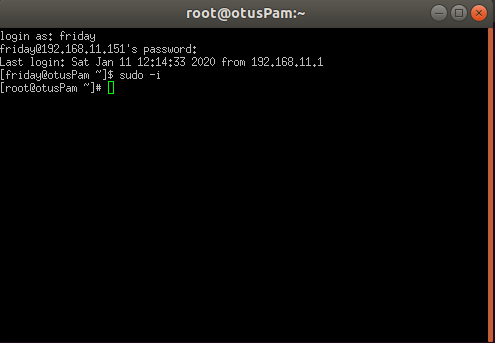 root@otusPam:~
login as: friday
friday@192.168.11.151's password:
Last login: Sat Jan 11 12:14:33 2020 from 192.168.11.1
[friday@otusPam ~]$ sudo -i
[root@otusPam ~]#